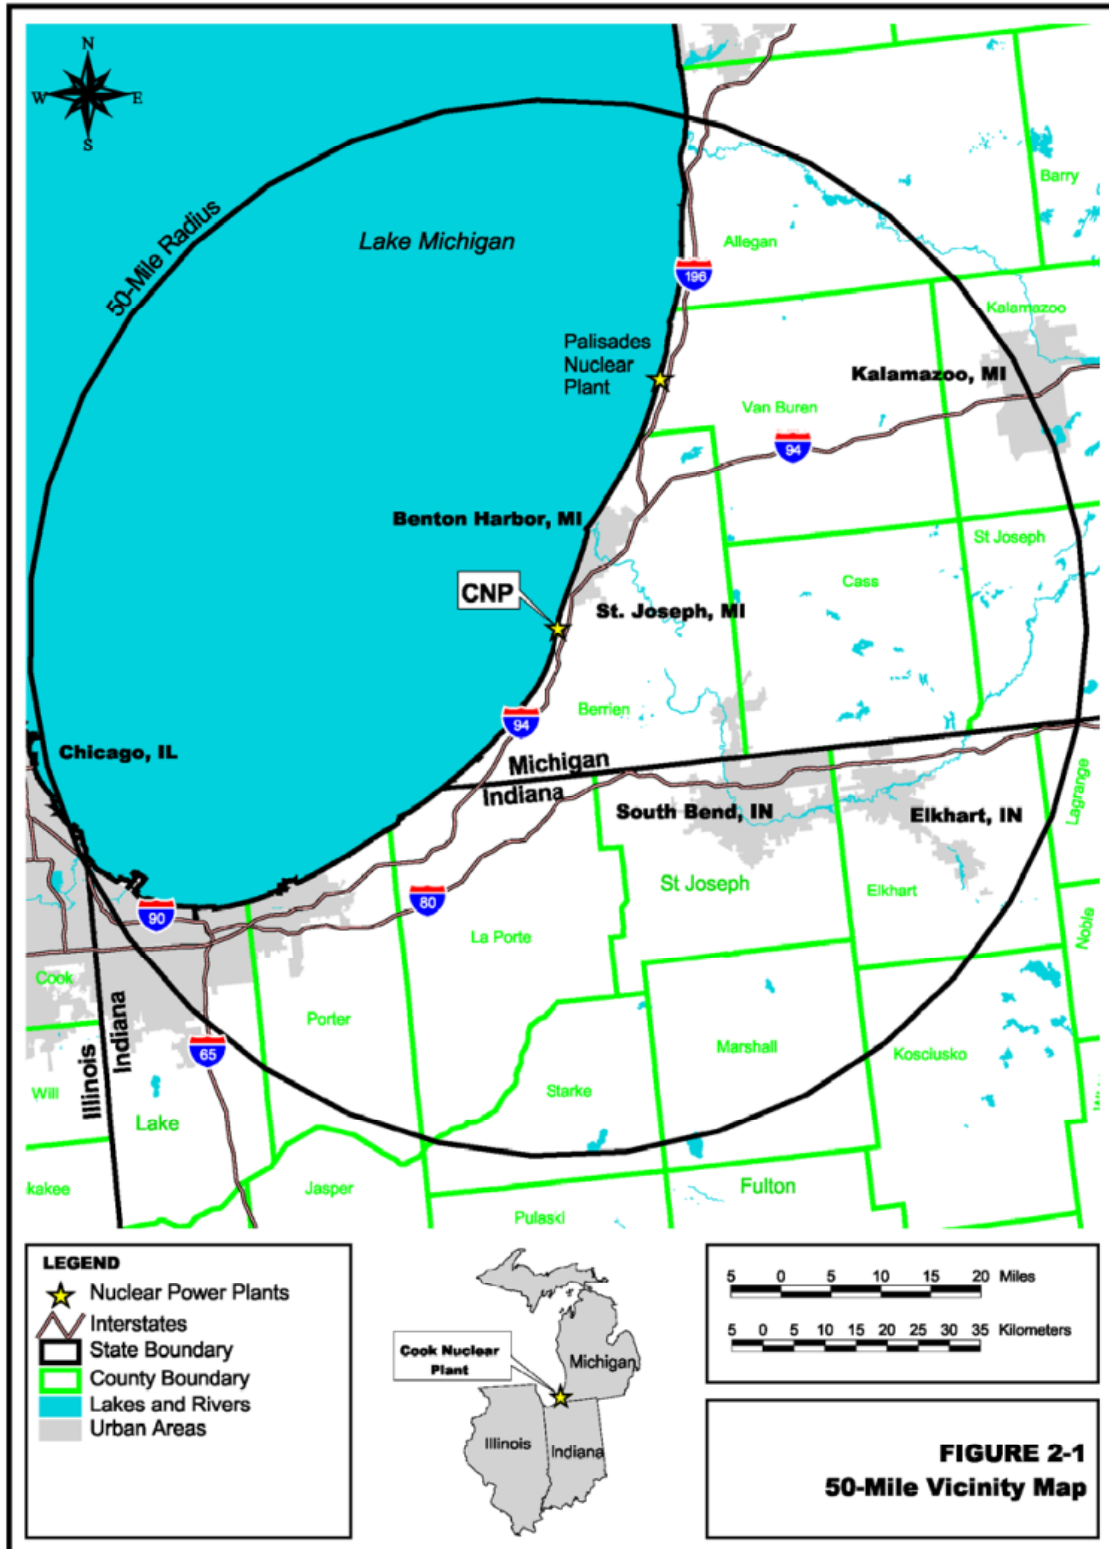 N
W
E
S
50-Mile Radius
Lake Michigan
Barry
Allegan
196
Kalamazoo
Palisades
Nuclear
Plant
Kalamazoo, MI
Van Buren
94
Benton Harbor, MI
St Joseph
CNP
Cass
St. Joseph, MI
Berrien
94
Chicago, IL
Michigan
Indiana
South Bend, IN
Elkhart, IN
Lagrange
St Joseph
Elkhart
80
90
La Porte
Noble
Cook
Porter
Illinois
Indiana
65
Marshall
Kosciusko
Will
Starke
Lake
kakee
Jasper
Fulton
Pulaski
LEGEND
Nuclear Power Plants
Interstates
State Boundary
County Boundary
Lakes and Rivers
Urban Areas
Cook Nuclear
Plant
Michigan
Illinois
Indiana
5 0 5 10 15 20 Miles
5 0 5 10 15 20 25 30 35 Kilometers
FIGURE 2-1
50-Mile Vicinity Map